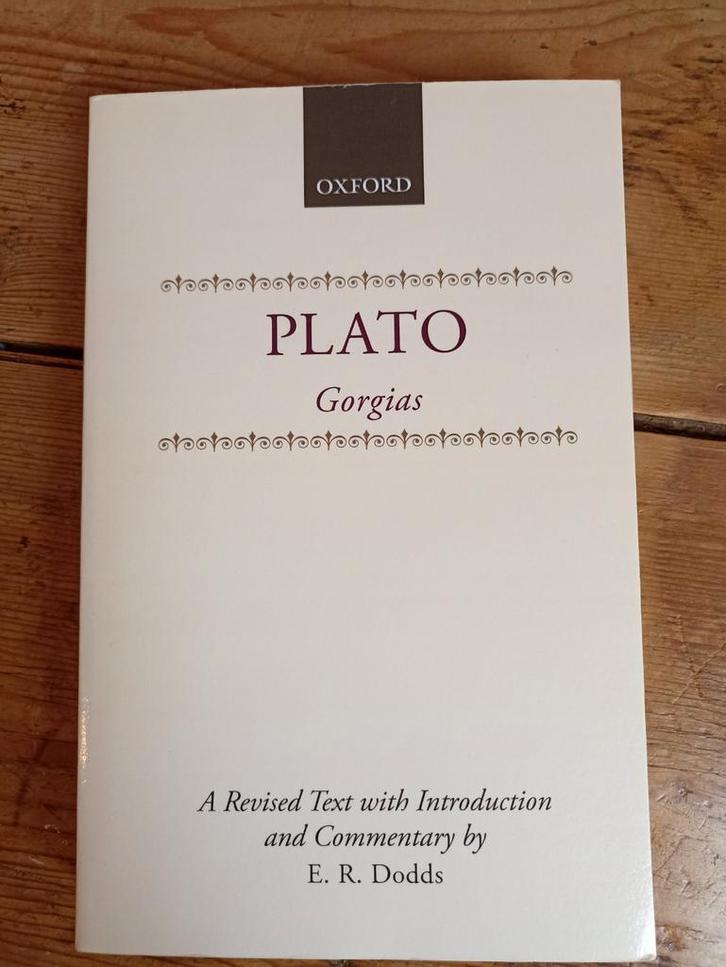 OXFORD
PLATO
Gorgias
A Revised Text with Introduction
and Commentary by
E. R. Dodds